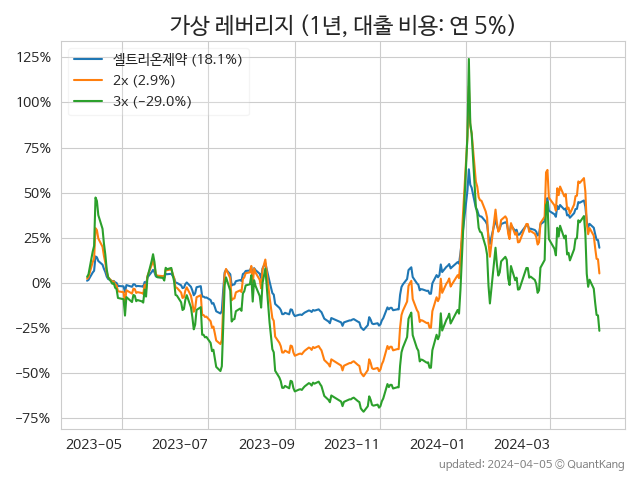 가상 레버리지 (1년, 대출 비용: 연 5%)
셀트리온제약 (18.1%)
2x (2.9%)
3x (−29.0%)
125%
100%
75%
50%
25%
0%
−25%
−50%
−75%
2023-05 2023-07 2023-09 2023-11 2024-01 2024-03
updated: 2024-04-05 © QuantKang